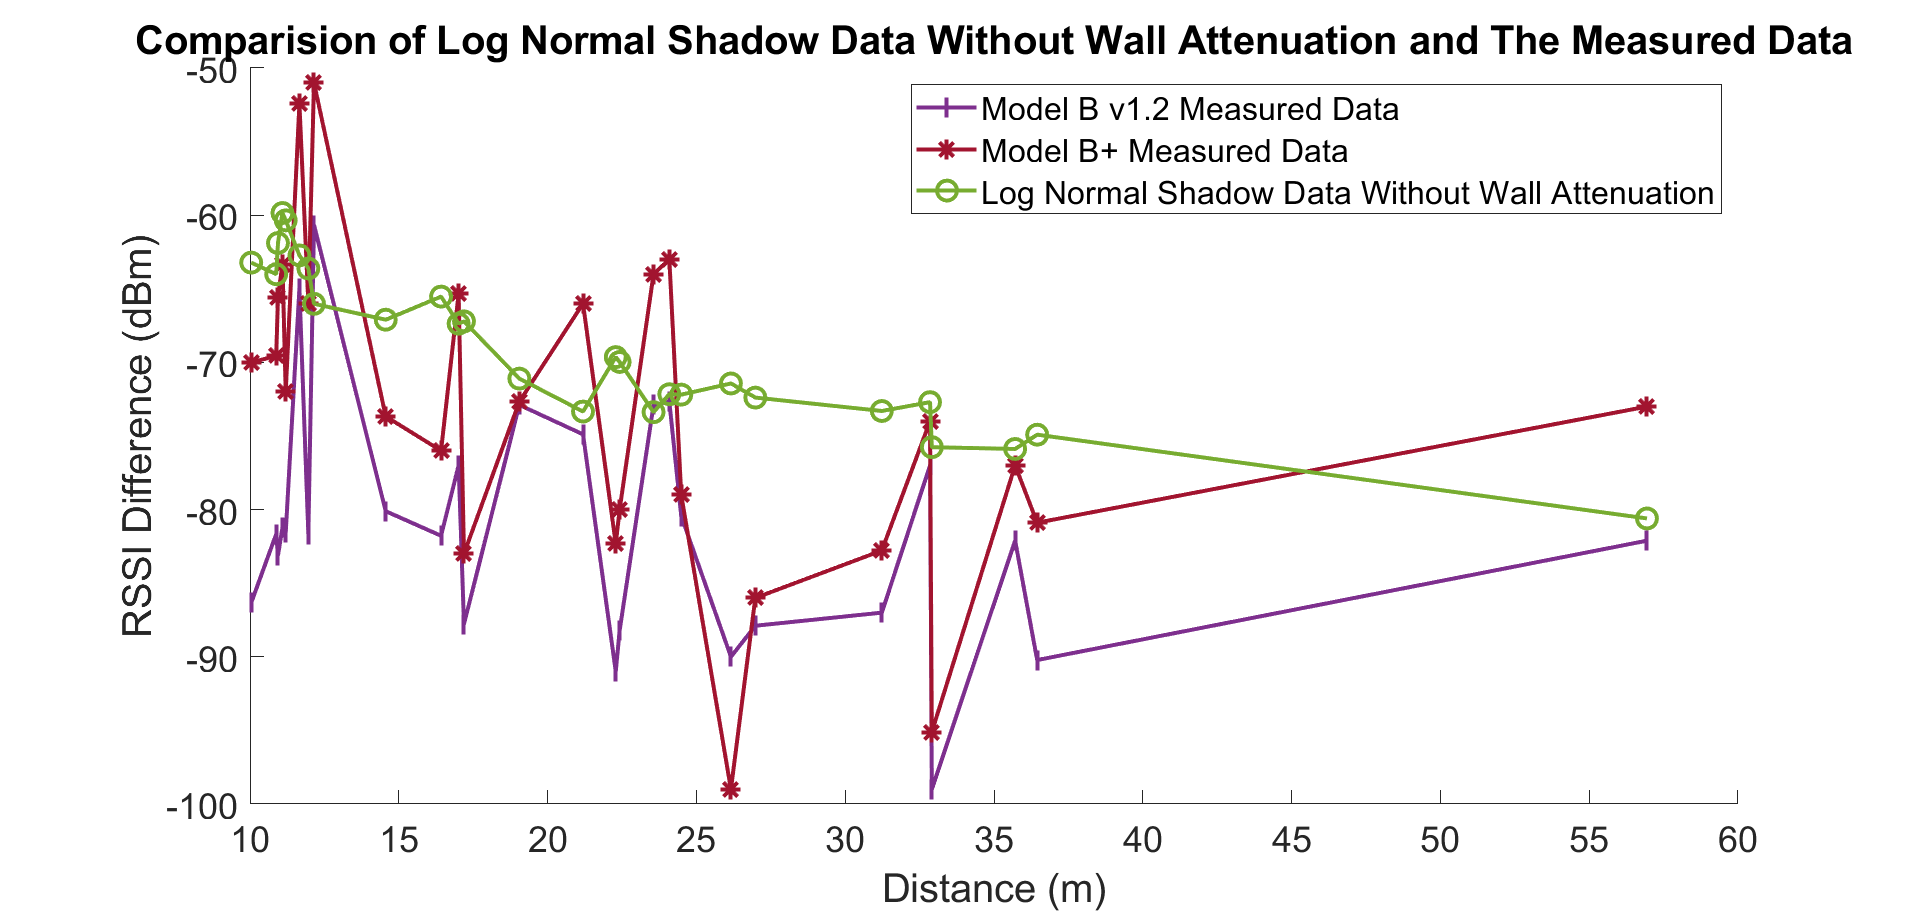 Comparision of Log Normal Shadow Data Without Wall Attenuation and The Measured Data
Model B v1.2 Measured Data
Model B+ Measured Data
Log Normal Shadow Data Without Wall Attenuation
RSSI Difference (dBm)
-50
-60
-70
-80
-90
-100
10 15 20 25 30 35 40 45 50 55 60
Distance (m)